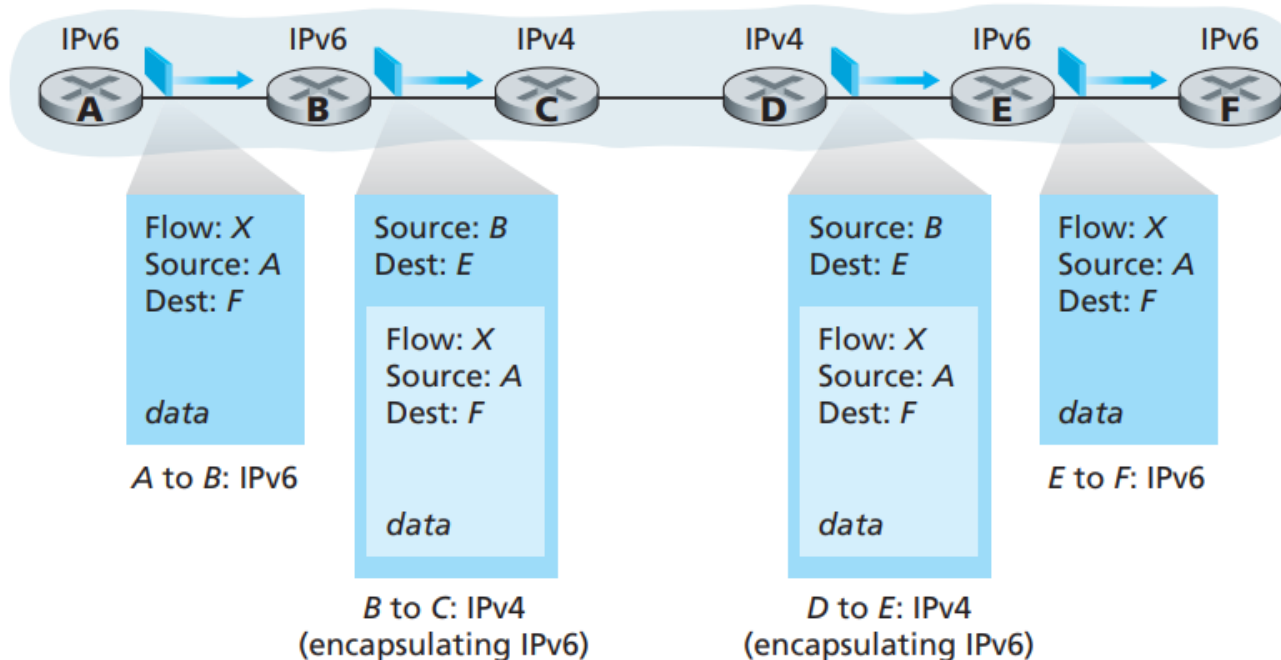 IPv6
IPv6
IPv4
IPv4
IPv6
IPv6
A
B
C
D
E
F
Flow: X
Source: A
Dest: F
data
A to B: IPv6
Source: B
Dest: E
Flow: X
Source: A
Dest: F
data
B to C: IPv4
(encapsulating IPv6)
Source: B
Dest: E
Flow: X
Source: A
Dest: F
data
D to E: IPv4
(encapsulating IPv6)
Flow: X
Source: A
Dest: F
data
E to F: IPv6